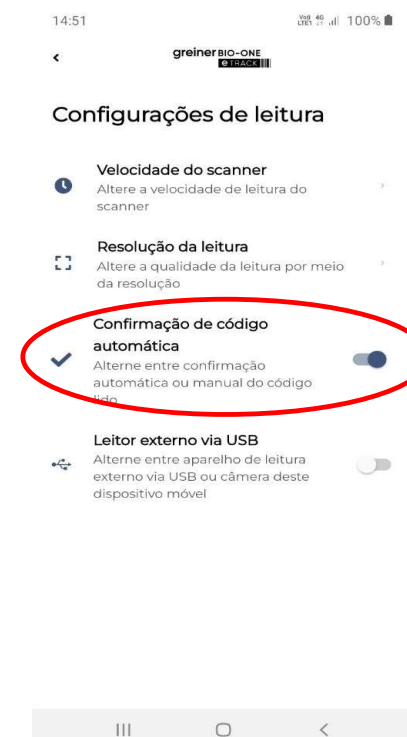 14:51 100%
greiner BIO-ONE
eTRACK
Configurações de leitura
Velocidade do scanner
Altere a velocidade de leitura do
scanner
Resolução da leitura
Altere a qualidade da leitura por meio
da resolução
Confirmação de código
automática
Alterne entre confirmação
automática ou manual do código
lido
Leitor externo via USB
Alterne entre aparelho de leitura
externo via USB ou câmera deste
dispositivo móvel